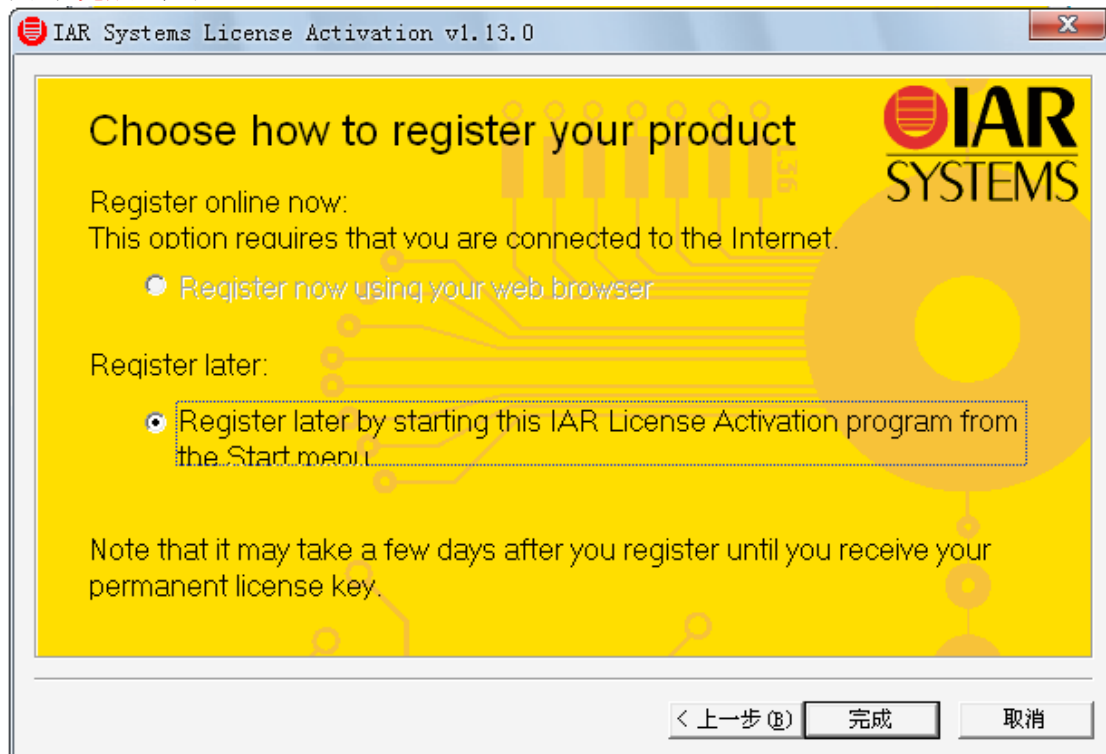 IAR Systems License Activation v1.13.0
IAR
SYSTEMS
Choose how to register your product
136
Register online now:
This option requires that you are connected to the Internet.
Register now using your web browser
Register later:
Register later by starting this IAR License Activation program from
the Start menu
Note that it may take a few days after you register until you receive your
permanent license key.
< 上一步(B)
完成
取消